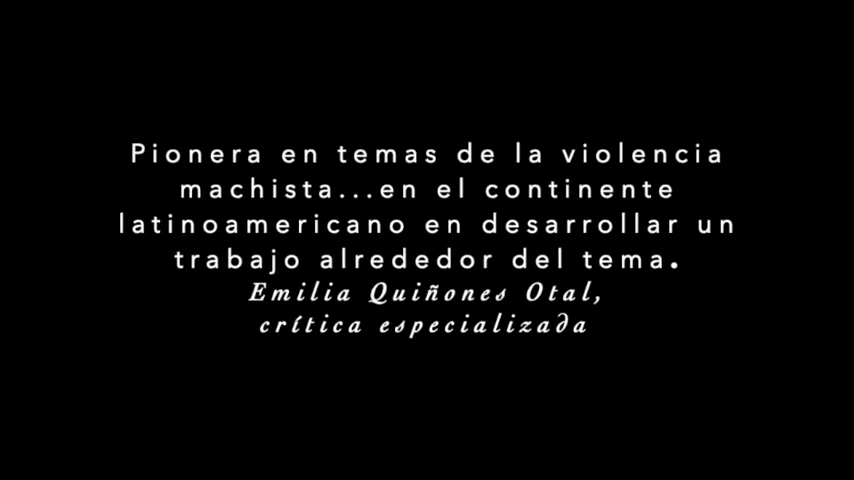 Pionera en temas de la violencia
machista...en el continente
latinoamericano en desarrollar un
trabajo alrededor del tema.
Emilia Quiñones Otal,
crítica especializada